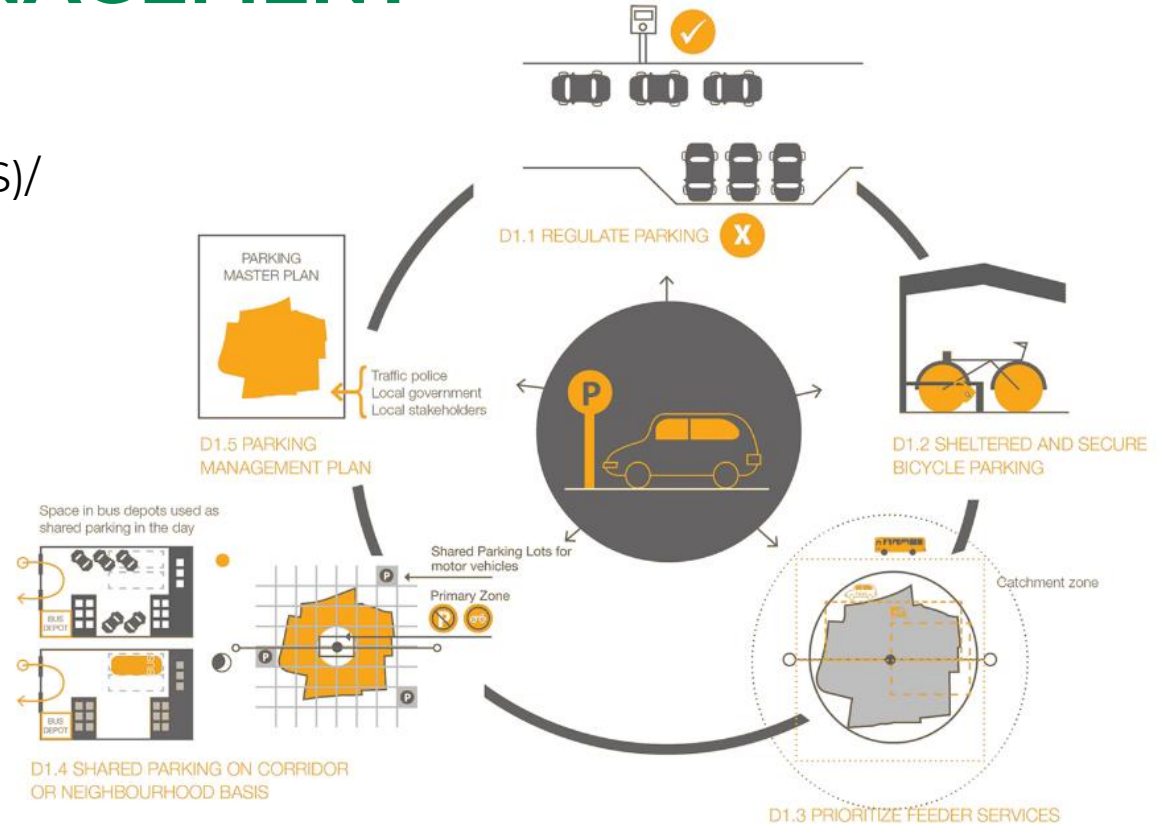 NAGEMENT
S)/
D1.1 REGULATE PARKING X
PARKING
MASTER PLAN
Traffic police
Local government
Local stakeholders
D1.5 PARKING
MANAGEMENT PLAN
P
D1.2 SHELTERED AND SECURE
BICYCLE PARKING
Space in bus depots used as
shared parking in the day
BUS
DEPOT
BUS
BUS
DEPOT
Shared Parking Lots for
motor vehicles
Primary Zone
P
P
P
D1.4 SHARED PARKING ON CORRIDOR
OR NEIGHBOURHOOD BASIS
Catchment zone
D1.3 PRIORITIZE FEEDER SERVICES